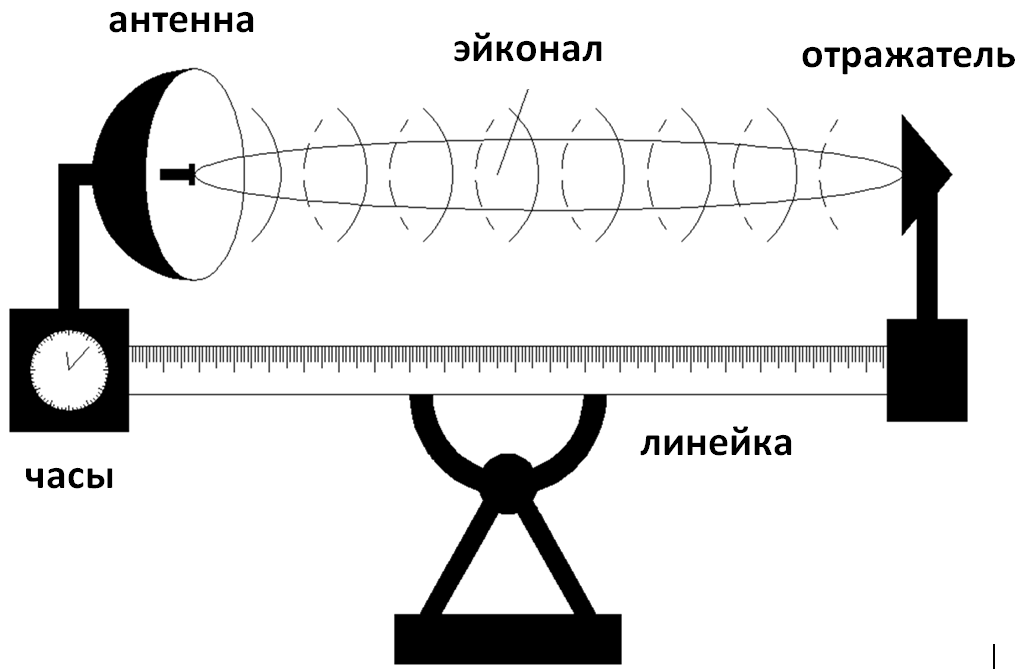 антенна
эйконал
отражатель
линейка
часы